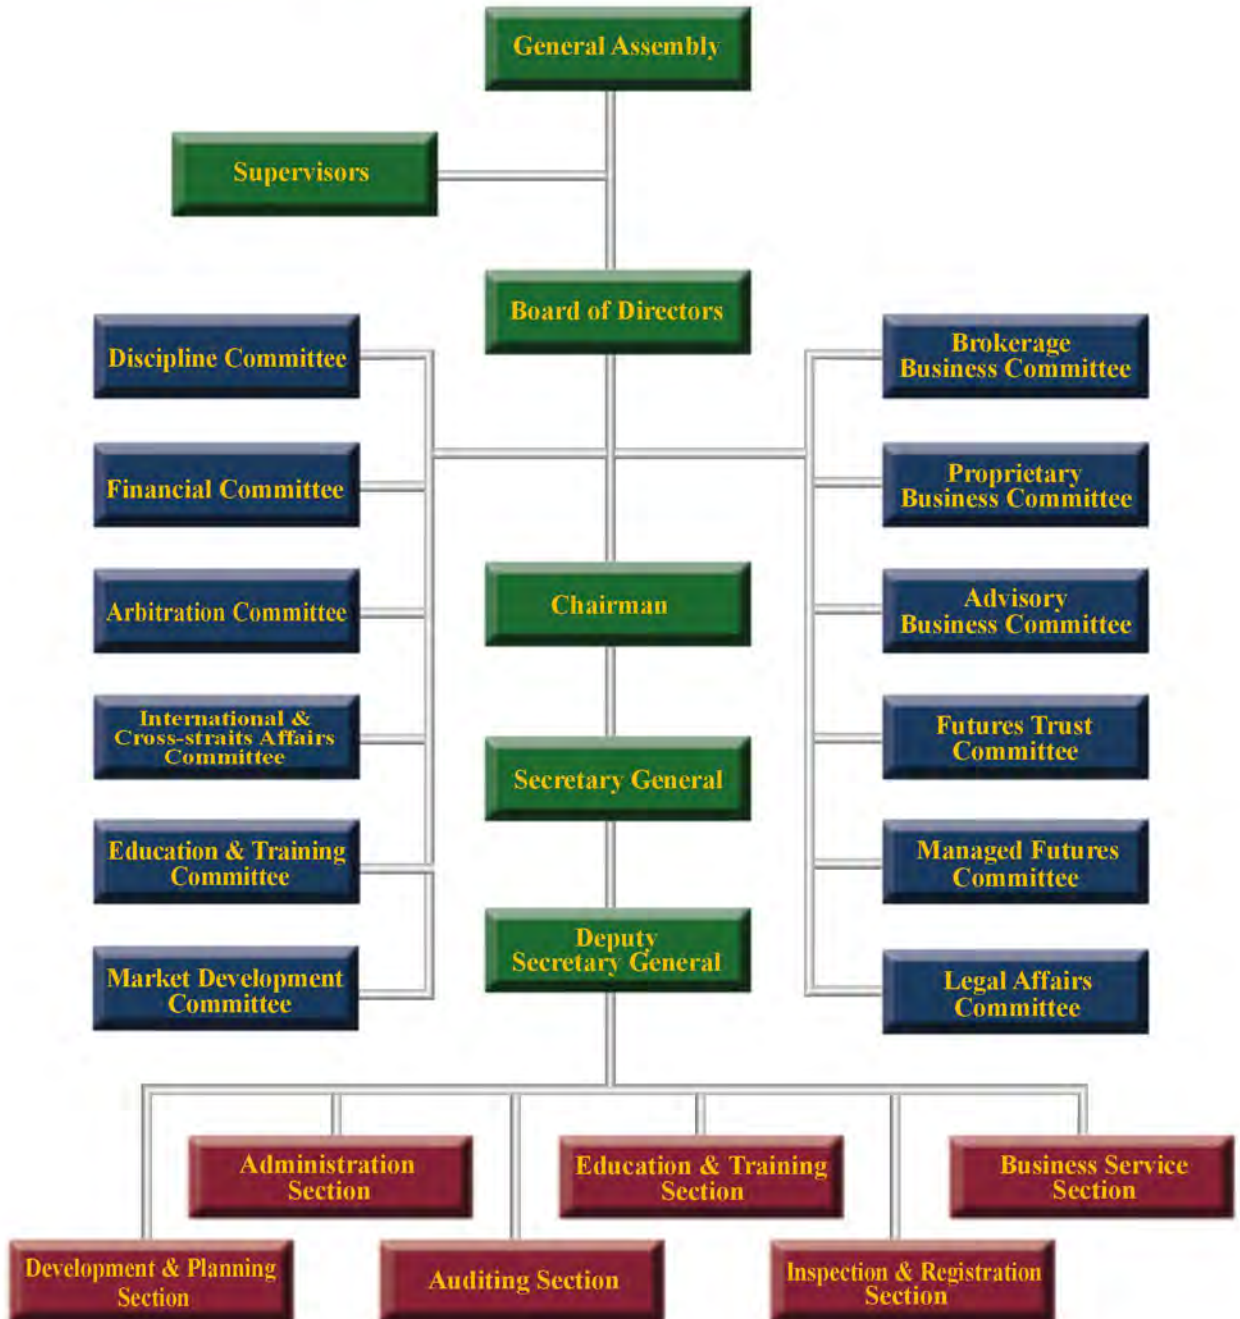 General Assembly
Supervisors
Board of Directors
Discipline Committee
Brokerage
Business Committee
Financial Committee
Proprietary
Business Committee
Chairman
Arbitration Committee
Advisory
Business Committee
International &
Cross-straits Affairs
Committee
Futures Trust
Committee
Secretary General
Education & Training
Committee
Managed Futures
Committee
Deputy
Secretary General
Market Development
Committee
Legal Affairs
Committee
Administration
Section
Education & Training
Section
Business Service
Section
Development & Planning
Section
Auditing Section
Inspection & Registration
Section